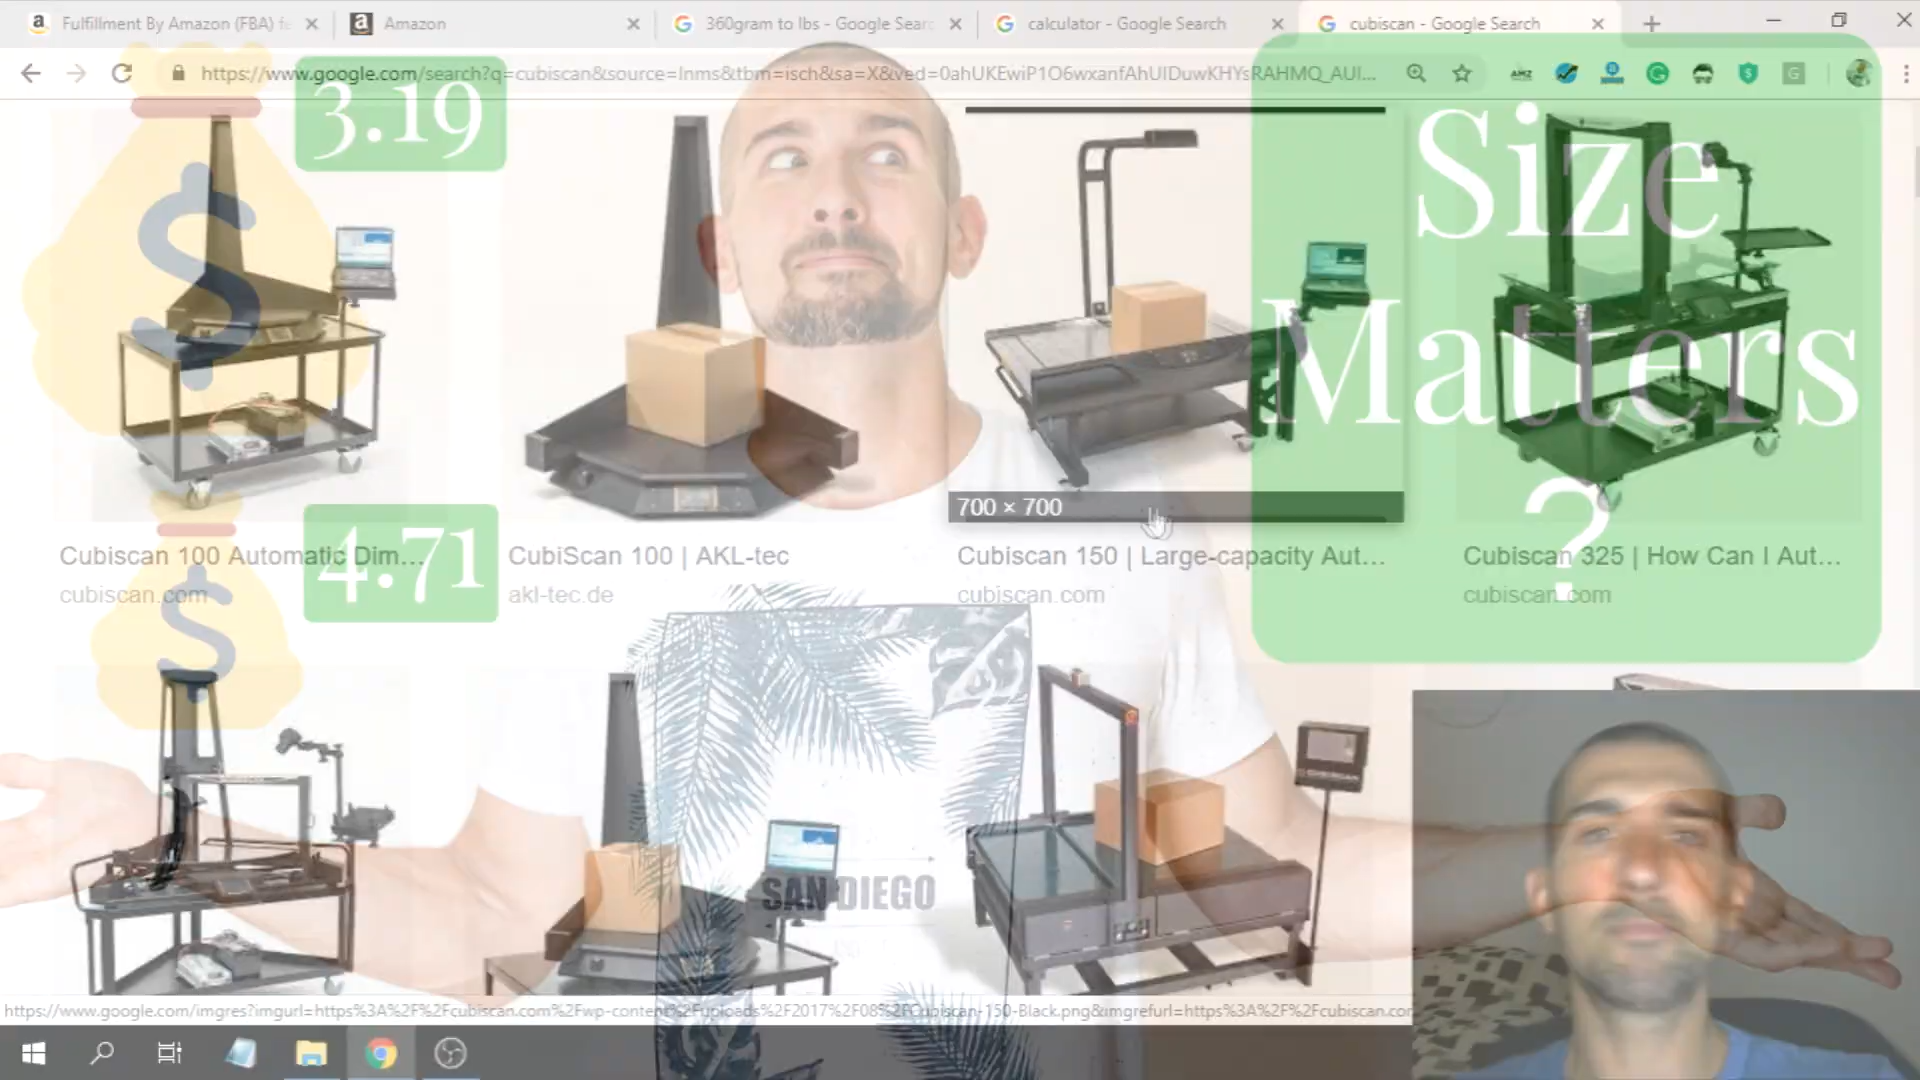 Fulfillment By Amazon (FBA) fe
Amazon
360gram to lbs - Google Searc
calculator - Google Search
cubiscan - Google Search
https://www.google.com/search?q=cubiscan&source=lnms&tbm=isch&sa=X&ved=0ahUKEwiP1O6wxanfAhUIDuwKHYsRAHMQ_AUI...
3.19
Size
Matters
?
700 × 700
Cubiscan 100 Automatic Dim...
cubiscan.com
4.71
CubiScan 100 | AKL-tec
akl-tec.de
Cubiscan 150 | Large-capacity Aut...
cubiscan.com
Cubiscan 325 | How Can I Aut...
cubiscan.com
SAN DIEGO
https://www.google.com/imgres?imgurl=https%3A%2F%2Fcubiscan.com%2Fwp-content%2Fuploads%2F2017%2F08%2FCubiscan-150-Black.png&imgrefurl=https%3A%2F%2Fcubiscan.com